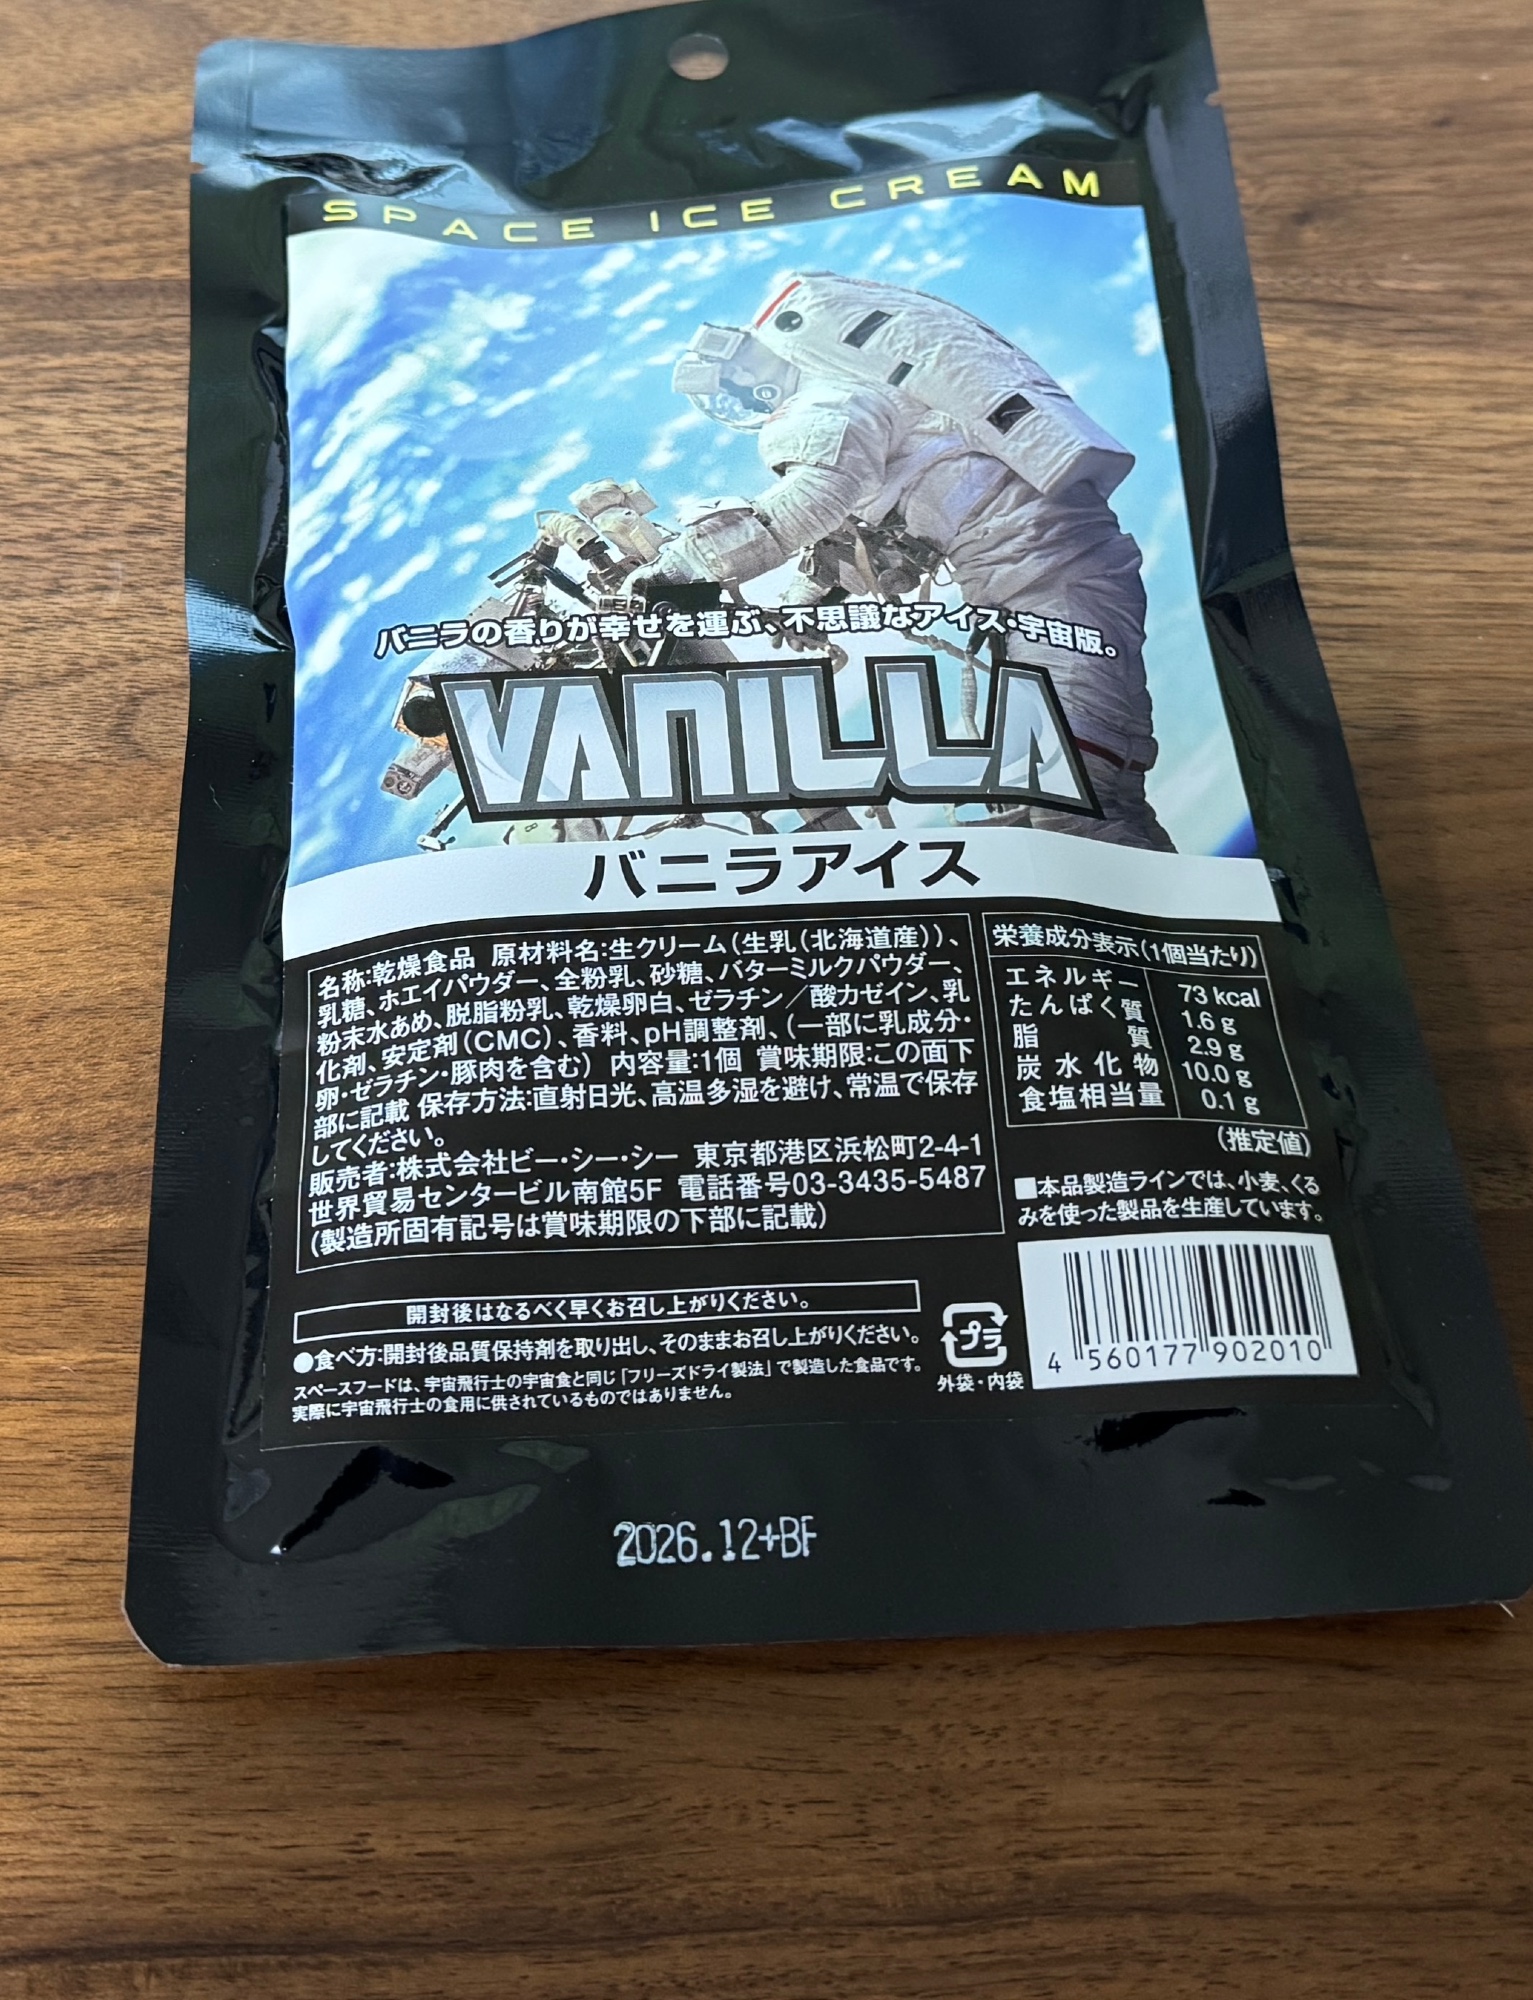 SPACE ICE CREAM
バニラの香りが幸せを運ぶ、不思議なアイス・宇宙版。
VANILLA
バニラアイス
名称:乾燥食品 原材料名:生クリーム(生乳(北海道産))、
乳糖、ホエイパウダー、全粉乳、砂糖、バターミルクパウダー、
粉末水あめ、脱脂粉乳、乾燥卵白、ゼラチン/酸カゼイン、乳
化剤、安定剤(CMC)、香料、pH調整剤、(一部に乳成分・
卵・ゼラチン・豚肉を含む) 内容量:1個 賞味期限:この面下
部に記載 保存方法:直射日光、高温多湿を避け、常温で保存
してください。
販売者:株式会社ビー・シー・シー 東京都港区浜松町2-4-1
世界貿易センタービル南館5F 電話番号03-3435-5487
(製造所固有記号は賞味期限の下部に記載)
栄養成分表示(1個当たり)
エネルギー 73 kcal
たんぱく質 1.6 g
脂質 2.9 g
炭水化物 10.0 g
食塩相当量 0.1 g
(推定値)
■本品製造ラインでは、小麦、くる
みを使った製品を生産しています。
開封後はなるべく早くお召し上がりください。
●食べ方:開封後品質保持剤を取り出し、そのままお召し上がりください。
スペースフードは、宇宙飛行士の宇宙食と同じ「フリーズドライ製法」で製造した食品です。
実際に宇宙飛行士の食用に供されているものではありません。
プラ
外袋・内袋
4 560177 902010
2026.12+BF